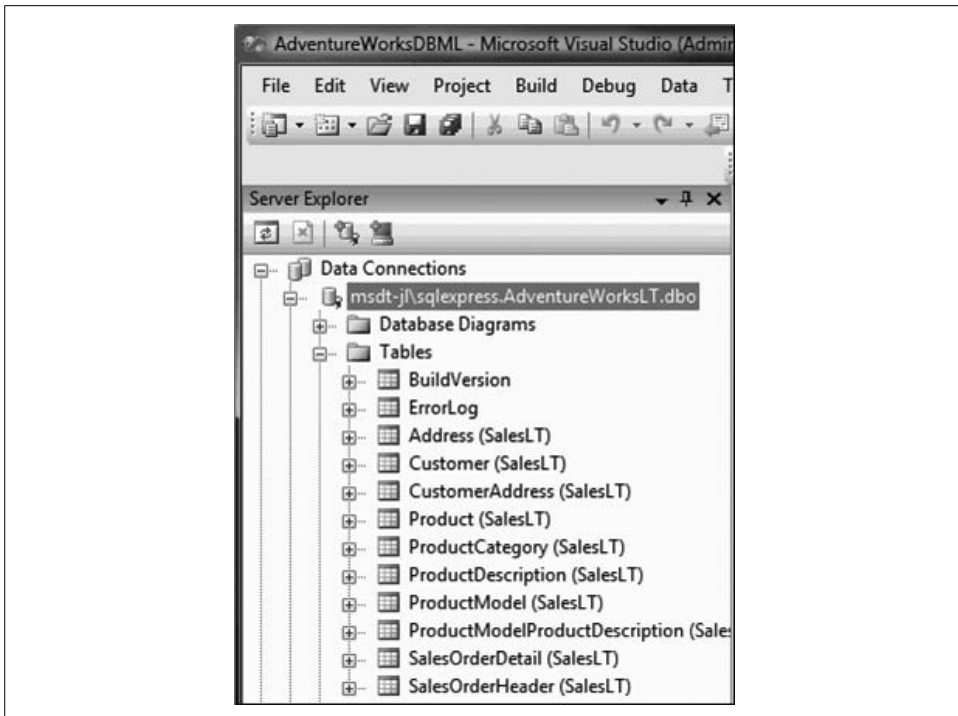 AdventureWorksDBML - Microsoft Visual Studio (Admin
File Edit View Project Build Debug Data T
Server Explorer
Data Connections
msdt-jl\sqlexpress.AdventureWorksLT.dbo
Database Diagrams
Tables
BuildVersion
ErrorLog
Address (SalesLT)
Customer (SalesLT)
CustomerAddress (SalesLT)
Product (SalesLT)
ProductCategory (SalesLT)
ProductDescription (SalesLT)
ProductModel (SalesLT)
ProductModelProductDescription (Sale
SalesOrderDetail (SalesLT)
SalesOrderHeader (SalesLT)